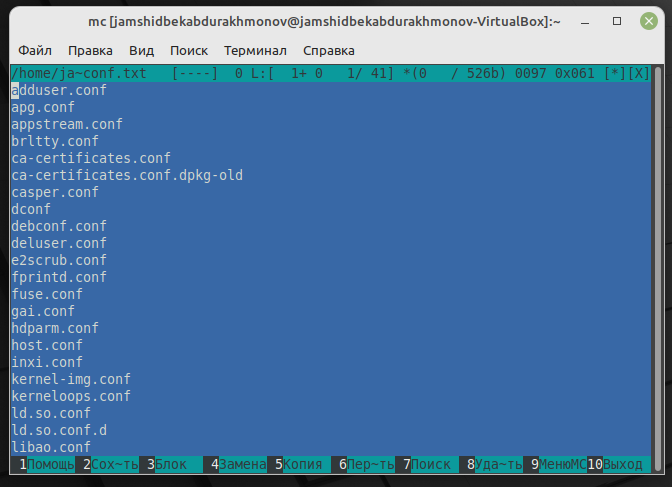 mc [jamshidbekabdurakhmonov@jamshidbekabdurakhmonov-VirtualBox]:~
Файл Правка Вид Поиск Терминал Справка
/home/ja~conf.txt [----] 0 L:[ 1+ 0 1/ 41] *(0 / 526b) 0097 0x061 [*][X]
adduser.conf
apg.conf
appstream.conf
brltty.conf
ca-certificates.conf
ca-certificates.conf.dpkg-old
casper.conf
dconf
debconf.conf
deluser.conf
e2scrub.conf
fprintd.conf
fuse.conf
gai.conf
hdparm.conf
host.conf
inxi.conf
kernel-img.conf
kerneloops.conf
ld.so.conf
ld.so.conf.d
libao.conf
1Помощь 2Сох~ть 3Блок 4Замена 5Копия 6Пер~ть 7Поиск 8Уда~ть 9МенюMC 10Выход